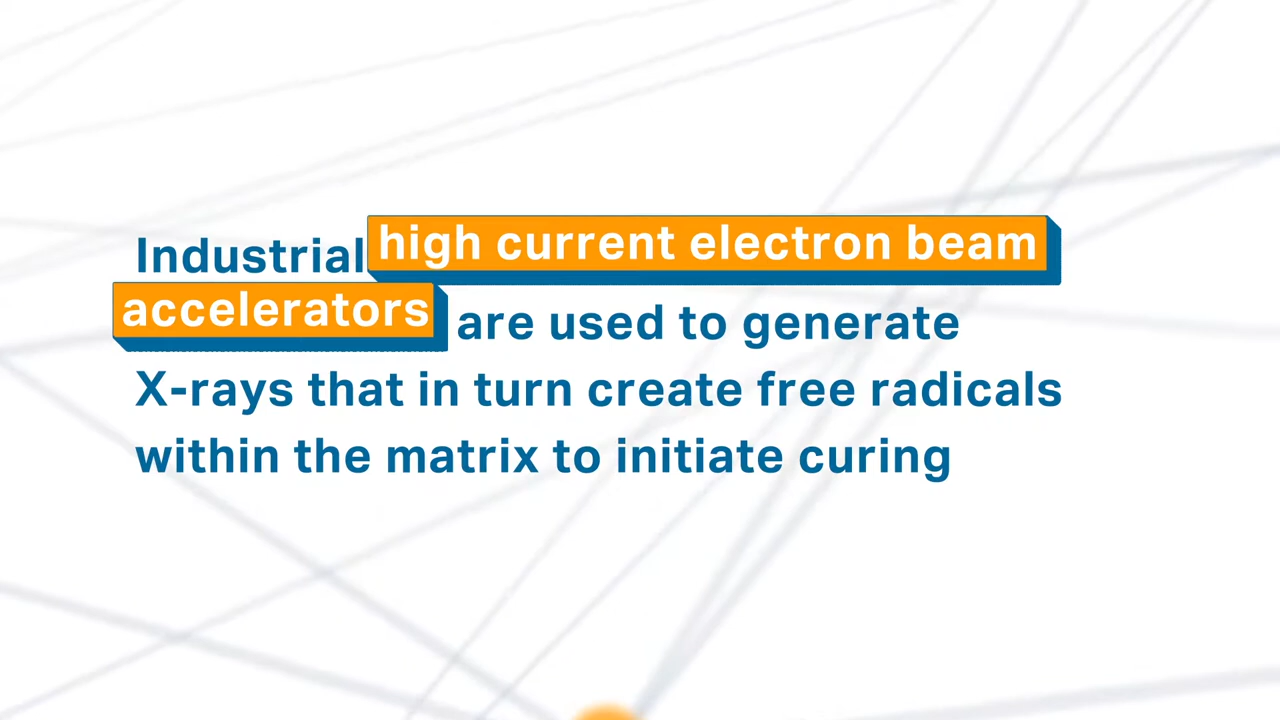 Industrial high current electron beam
accelerators are used to generate
X-rays that in turn create free radicals
within the matrix to initiate curing